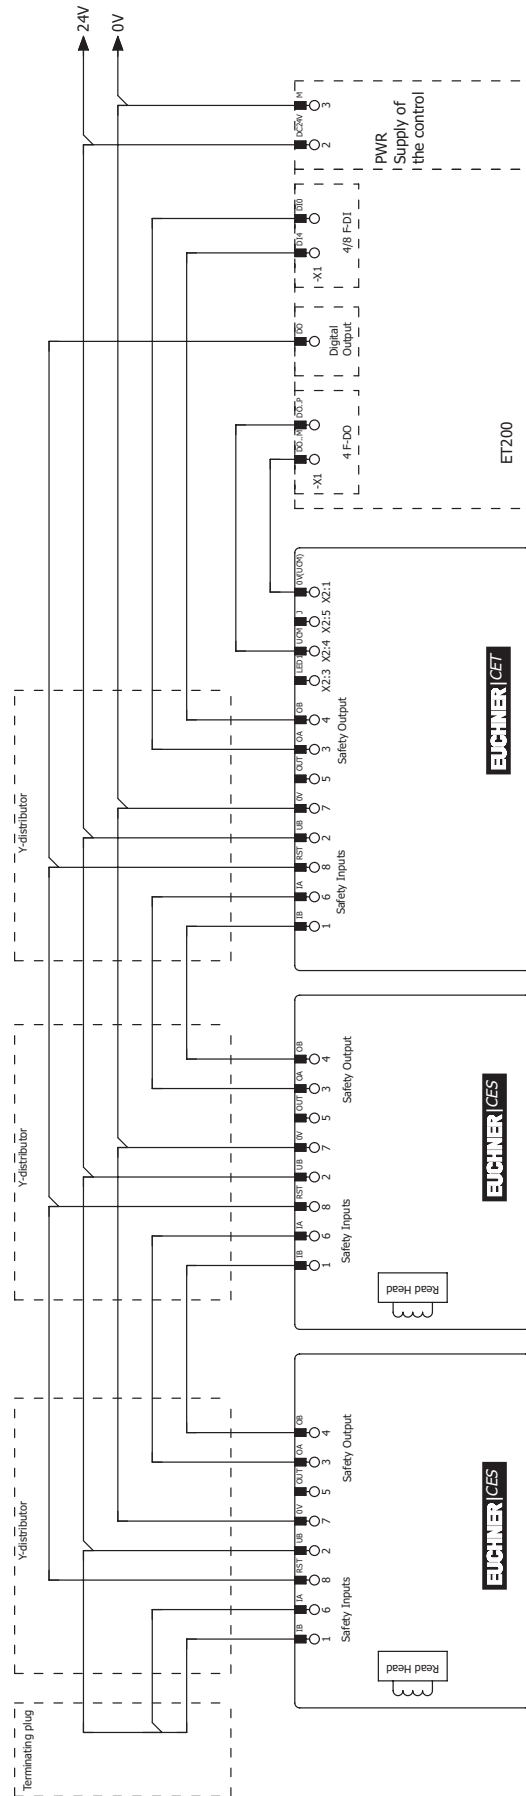 Terminating plug
Y-distributor
Y-distributor
Y-distributor
24V
0V
IB IA RST UB 0V OUT OA OB
1 6 8 2 7 5 3 4
Safety Inputs
Safety Output
Read Head
EUCHNER|CES
IB IA RST UB 0V OUT OA OB
1 6 8 2 7 5 3 4
Safety Inputs
Safety Output
Read Head
EUCHNER|CES
IB IA RST UB 0V OUT OA OB LED1 UCM J 0V(UCM)
1 6 8 2 7 5 3 4 X2:3 X2:4 X2:5 X2:1
Safety Inputs
Safety Output
EUCHNER|CET
DO..M DO..P
-X1
4 F-DO
DO
Digital
Output
DI4 DI0
-X1
4/8 F-DI
DC24V M
2 3
PWR
Supply of
the control
ET200